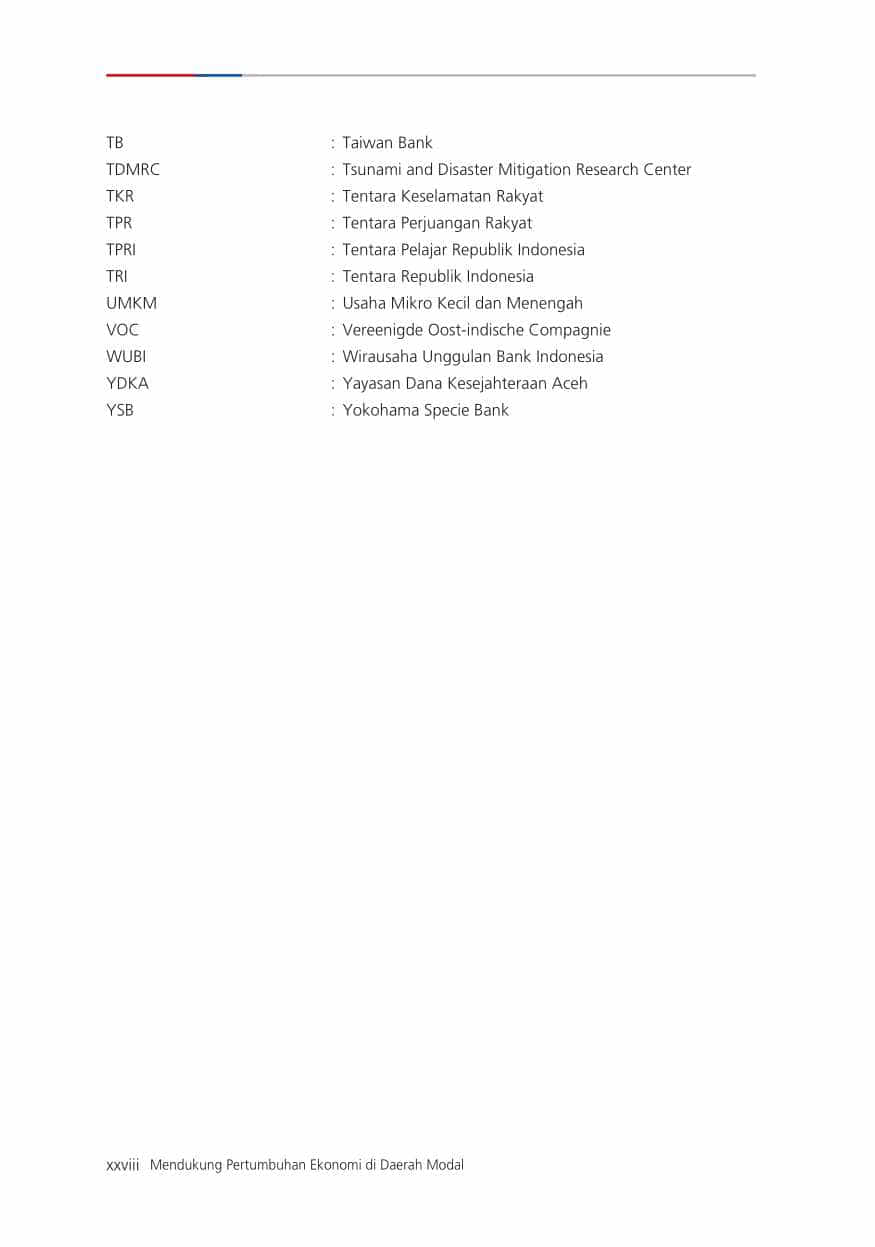 TB : Taiwan Bank
TDMRC : Tsunami and Disaster Mitigation Research Center
TKR : Tentara Keselamatan Rakyat
TPR : Tentara Perjuangan Rakyat
TPRI : Tentara Pelajar Republik Indonesia
TRI : Tentara Republik Indonesia
UMKM : Usaha Mikro Kecil dan Menengah
VOC : Vereenigde Oost-indische Compagnie
WUBI : Wirausaha Unggulan Bank Indonesia
YDKA : Yayasan Dana Kesejahteraan Aceh
YSB : Yokohama Specie Bank
xxviii Mendukung Pertumbuhan Ekonomi di Daerah Modal